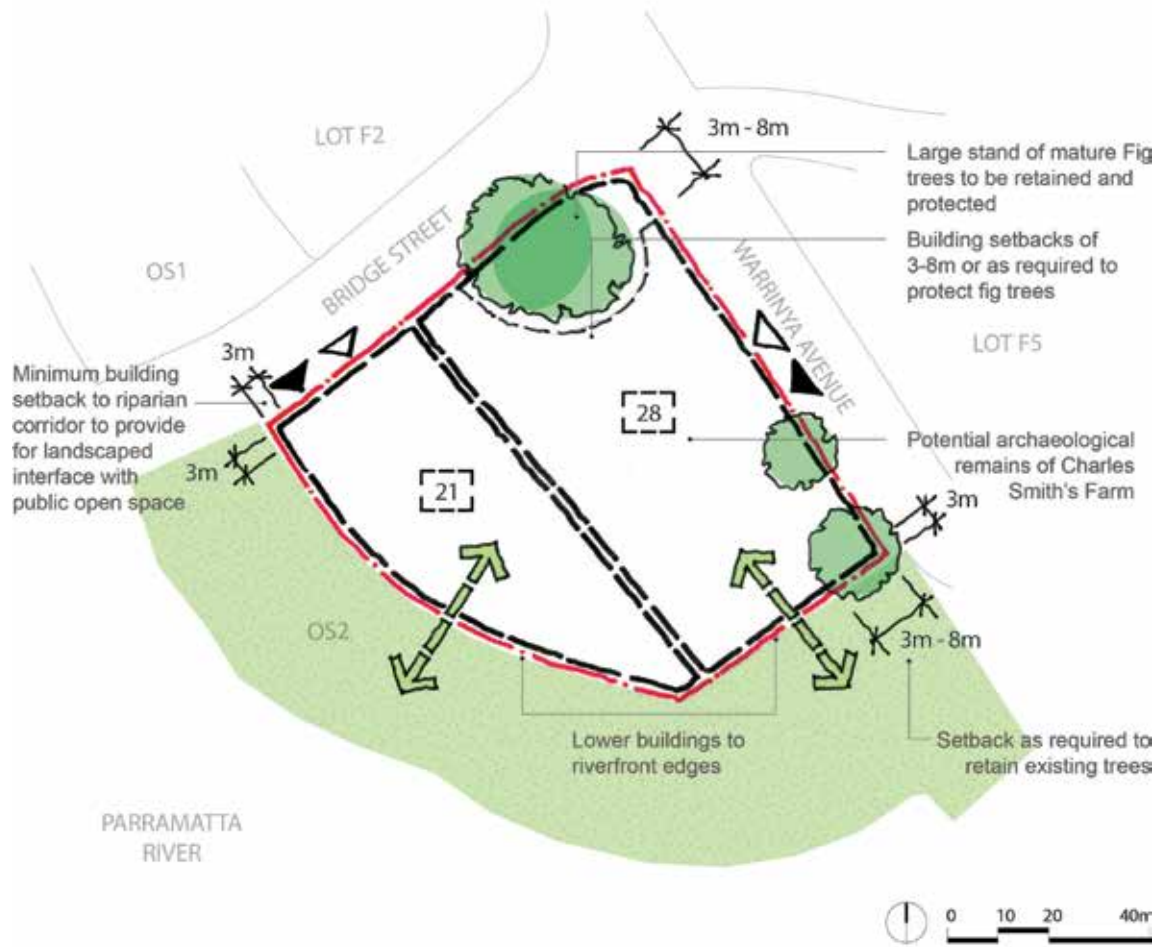 LOT F2
3m - 8m
Large stand of mature Fig
trees to be retained and
protected
Building setbacks of
3-8m or as required to
protect fig trees
OS1
BRIDGE STREET
WARRINYA AVENUE
LOT F5
3m
Minimum building
setback to riparian
corridor to provide
for landscaped
interface with
public open space
3m
28
21
Potential archaeological
remains of Charles
Smith's Farm
3m
OS2
3m - 8m
Lower buildings to
riverfront edges
Setback as required to
retain existing trees
PARRAMATTA
RIVER
0 10 20 40m